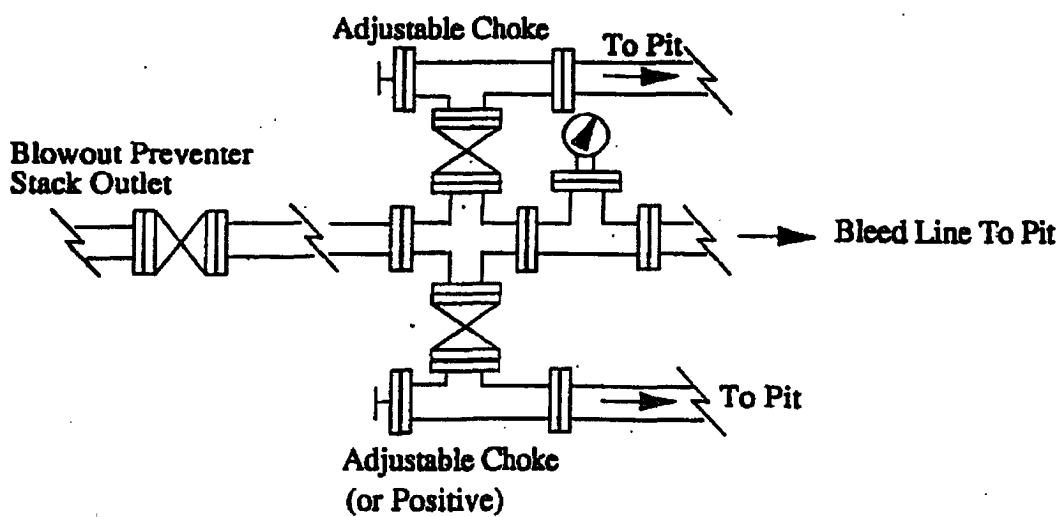 Adjustable Choke
To Pit
Blowout Preventer
Stack Outlet
Bleed Line To Pit
To Pit
Adjustable Choke
(or Positive)